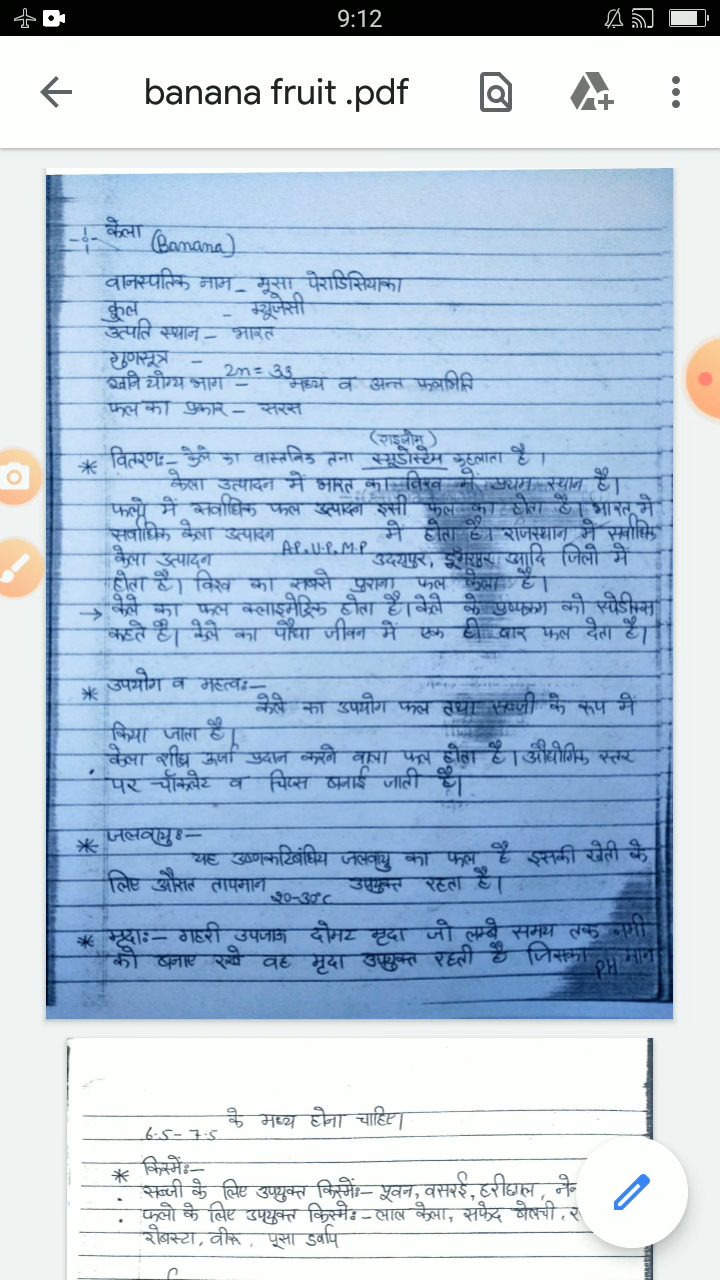 9:12
banana fruit .pdf
केला (Banana)
वानस्पतिक नाम - मूसा पेराडिसियाका
कुल - म्यूजेसी
उत्पति स्थान - भारत
गुणसूत्र - 2n = 33
खाने योग्य भाग - मध्य व अन्त फलभिति
फल का प्रकार - सरस
(राइजोम)
* वितरण:- केले का वास्तविक तना स्यूडोस्टेम कहलाता है।
केला उत्पादन में भारत का विश्व में प्रथम स्थान है।
फलो में सर्वाधिक फल उत्पादन इसी फल का होता है। भारत मे
सर्वाधिक केला उत्पादन A.P, U.P, M.P में होता है। राजस्थान में सर्वाधिक
केला उत्पादन उदयपुर, डूंगरपुर आदि जिलो में
होता है। विश्व का सबसे पुराना फल केला है।
→ केले का फल क्लाइमेट्रिक होता है। केले के पुष्पक्रम को स्पेडीक्स
कहते है। केले का पौधा जीवन में एक ही बार फल देता है।
* उपयोग व महत्व:-
केले का उपयोग फल तथा सब्जी के रूप में
किया जाता है।
. केला शीघ्र ऊर्जा प्रदान करने वाला फल होता है। औद्योगिक स्तर
पर चॉकलेट व चिप्स बनाई जाती है।
* जलवायु:-
यह उष्णकटिबंधिय जलवायु का फल है इसकी खेती के
लिए औसत तापमान 20-30°c उपयुक्त रहता है।
* मृदा:- गहरी उपजाऊ दोमट मृदा जो लम्बे समय तक नमी
को बनाए रखे वह मृदा उपयुक्त रहती है जिसका PH मान
6.5 - 7.5 के मध्य होना चाहिए।
* किस्में:-
. सब्जी के लिए उपयुक्त किस्में:- पूवन, वसरई, हरीछाल,
. फलो के लिए उपयुक्त किस्में:- लाल केला, सफेद वेलची,
रोबस्टा, पूसा